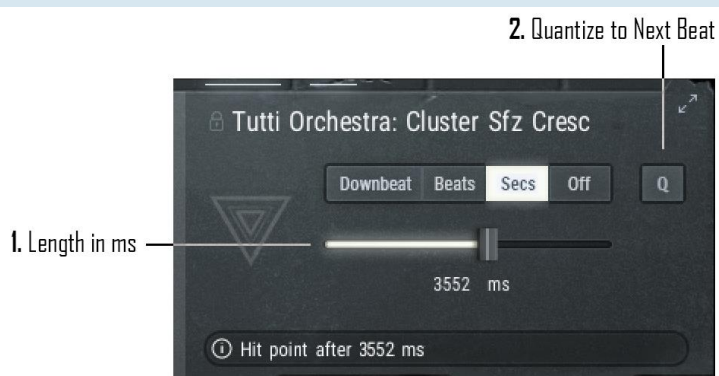 2. Quantize to Next Beat
Tutti Orchestra: Cluster Sfz Cresc
Downbeat Beats Secs Off Q
1. Length in ms
3552 ms
Hit point after 3552 ms